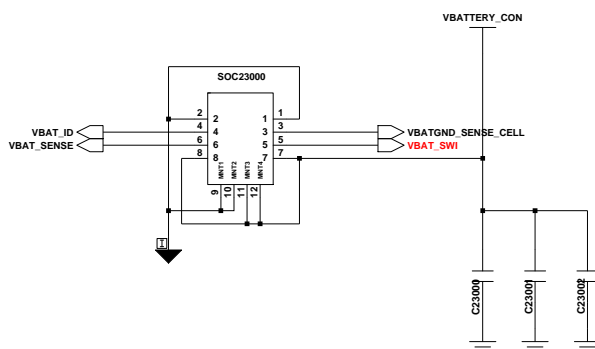 VBATTERY_CON
SOC23000
2 2 1 1
VBAT_ID 4 4 3 3 VBATGND_SENSE_CELL
VBAT_SENSE 6 6 5 5 VBAT_SWI
8 8 7 7
MNT1 MNT2 MNT3 MNT4
9 10 11 12
I
C23000 C23001 C23002